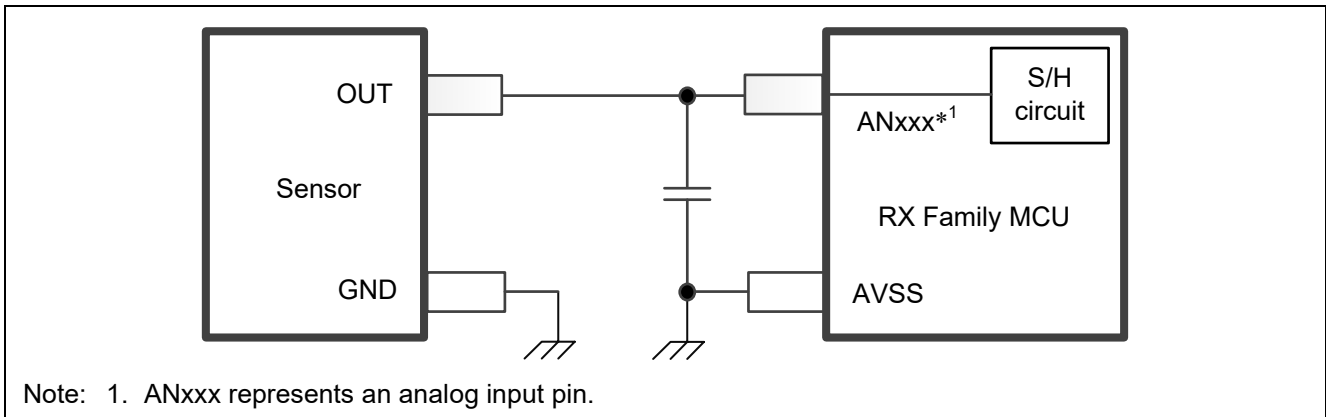 OUT
Sensor
GND
S/H
circuit
ANxxx*1
RX Family MCU
AVSS
Note: 1. ANxxx represents an analog input pin.